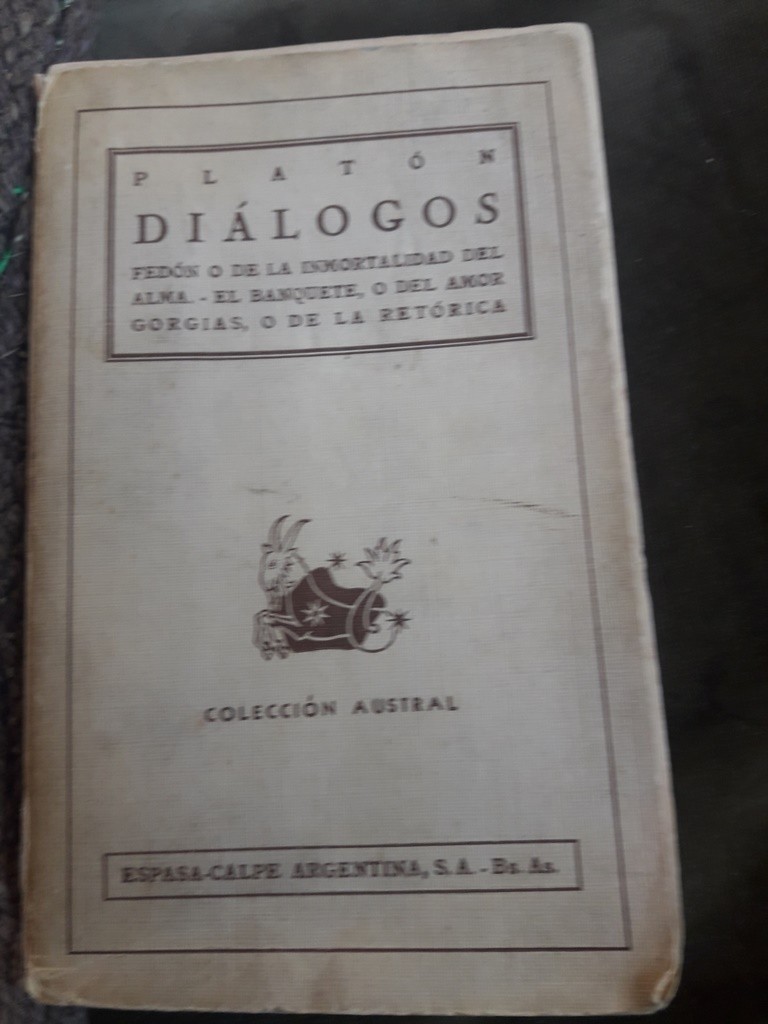 PLATÓN
DIÁLOGOS
FEDÓN O DE LA INMORTALIDAD DEL
ALMA. - EL BANQUETE, O DEL AMOR
GORGIAS, O DE LA RETÓRICA
COLECCIÓN AUSTRAL
ESPASA-CALPE ARGENTINA, S. A. - Bs. As.